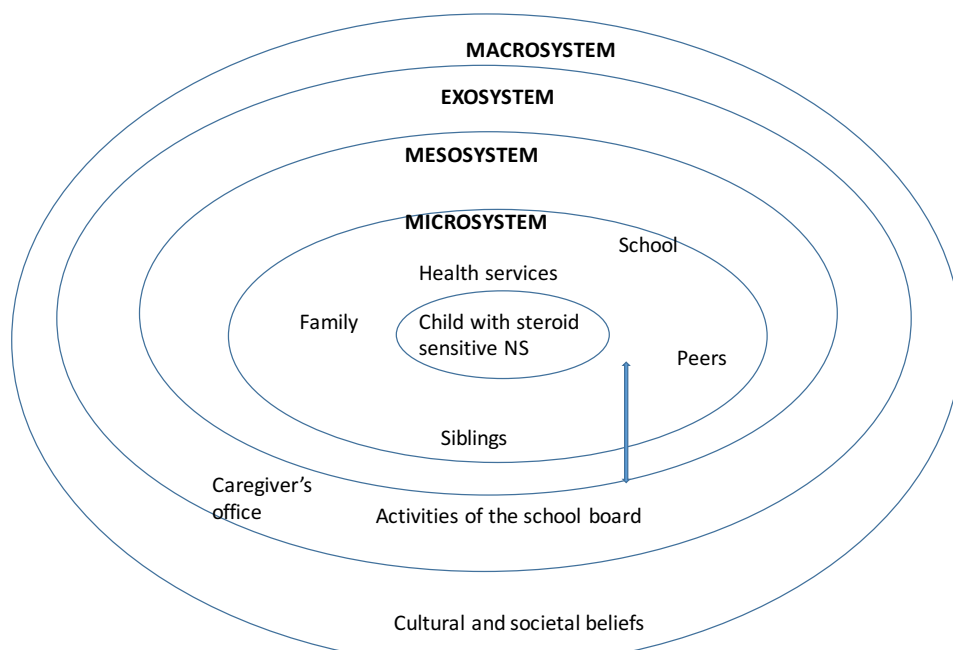 MACROSYSTEM
EXOSYSTEM
MESOSYSTEM
MICROSYSTEM
School
Health services
Family
Child with steroid
sensitive NS
Peers
Siblings
Caregiver’s
office
Activities of the school board
Cultural and societal beliefs